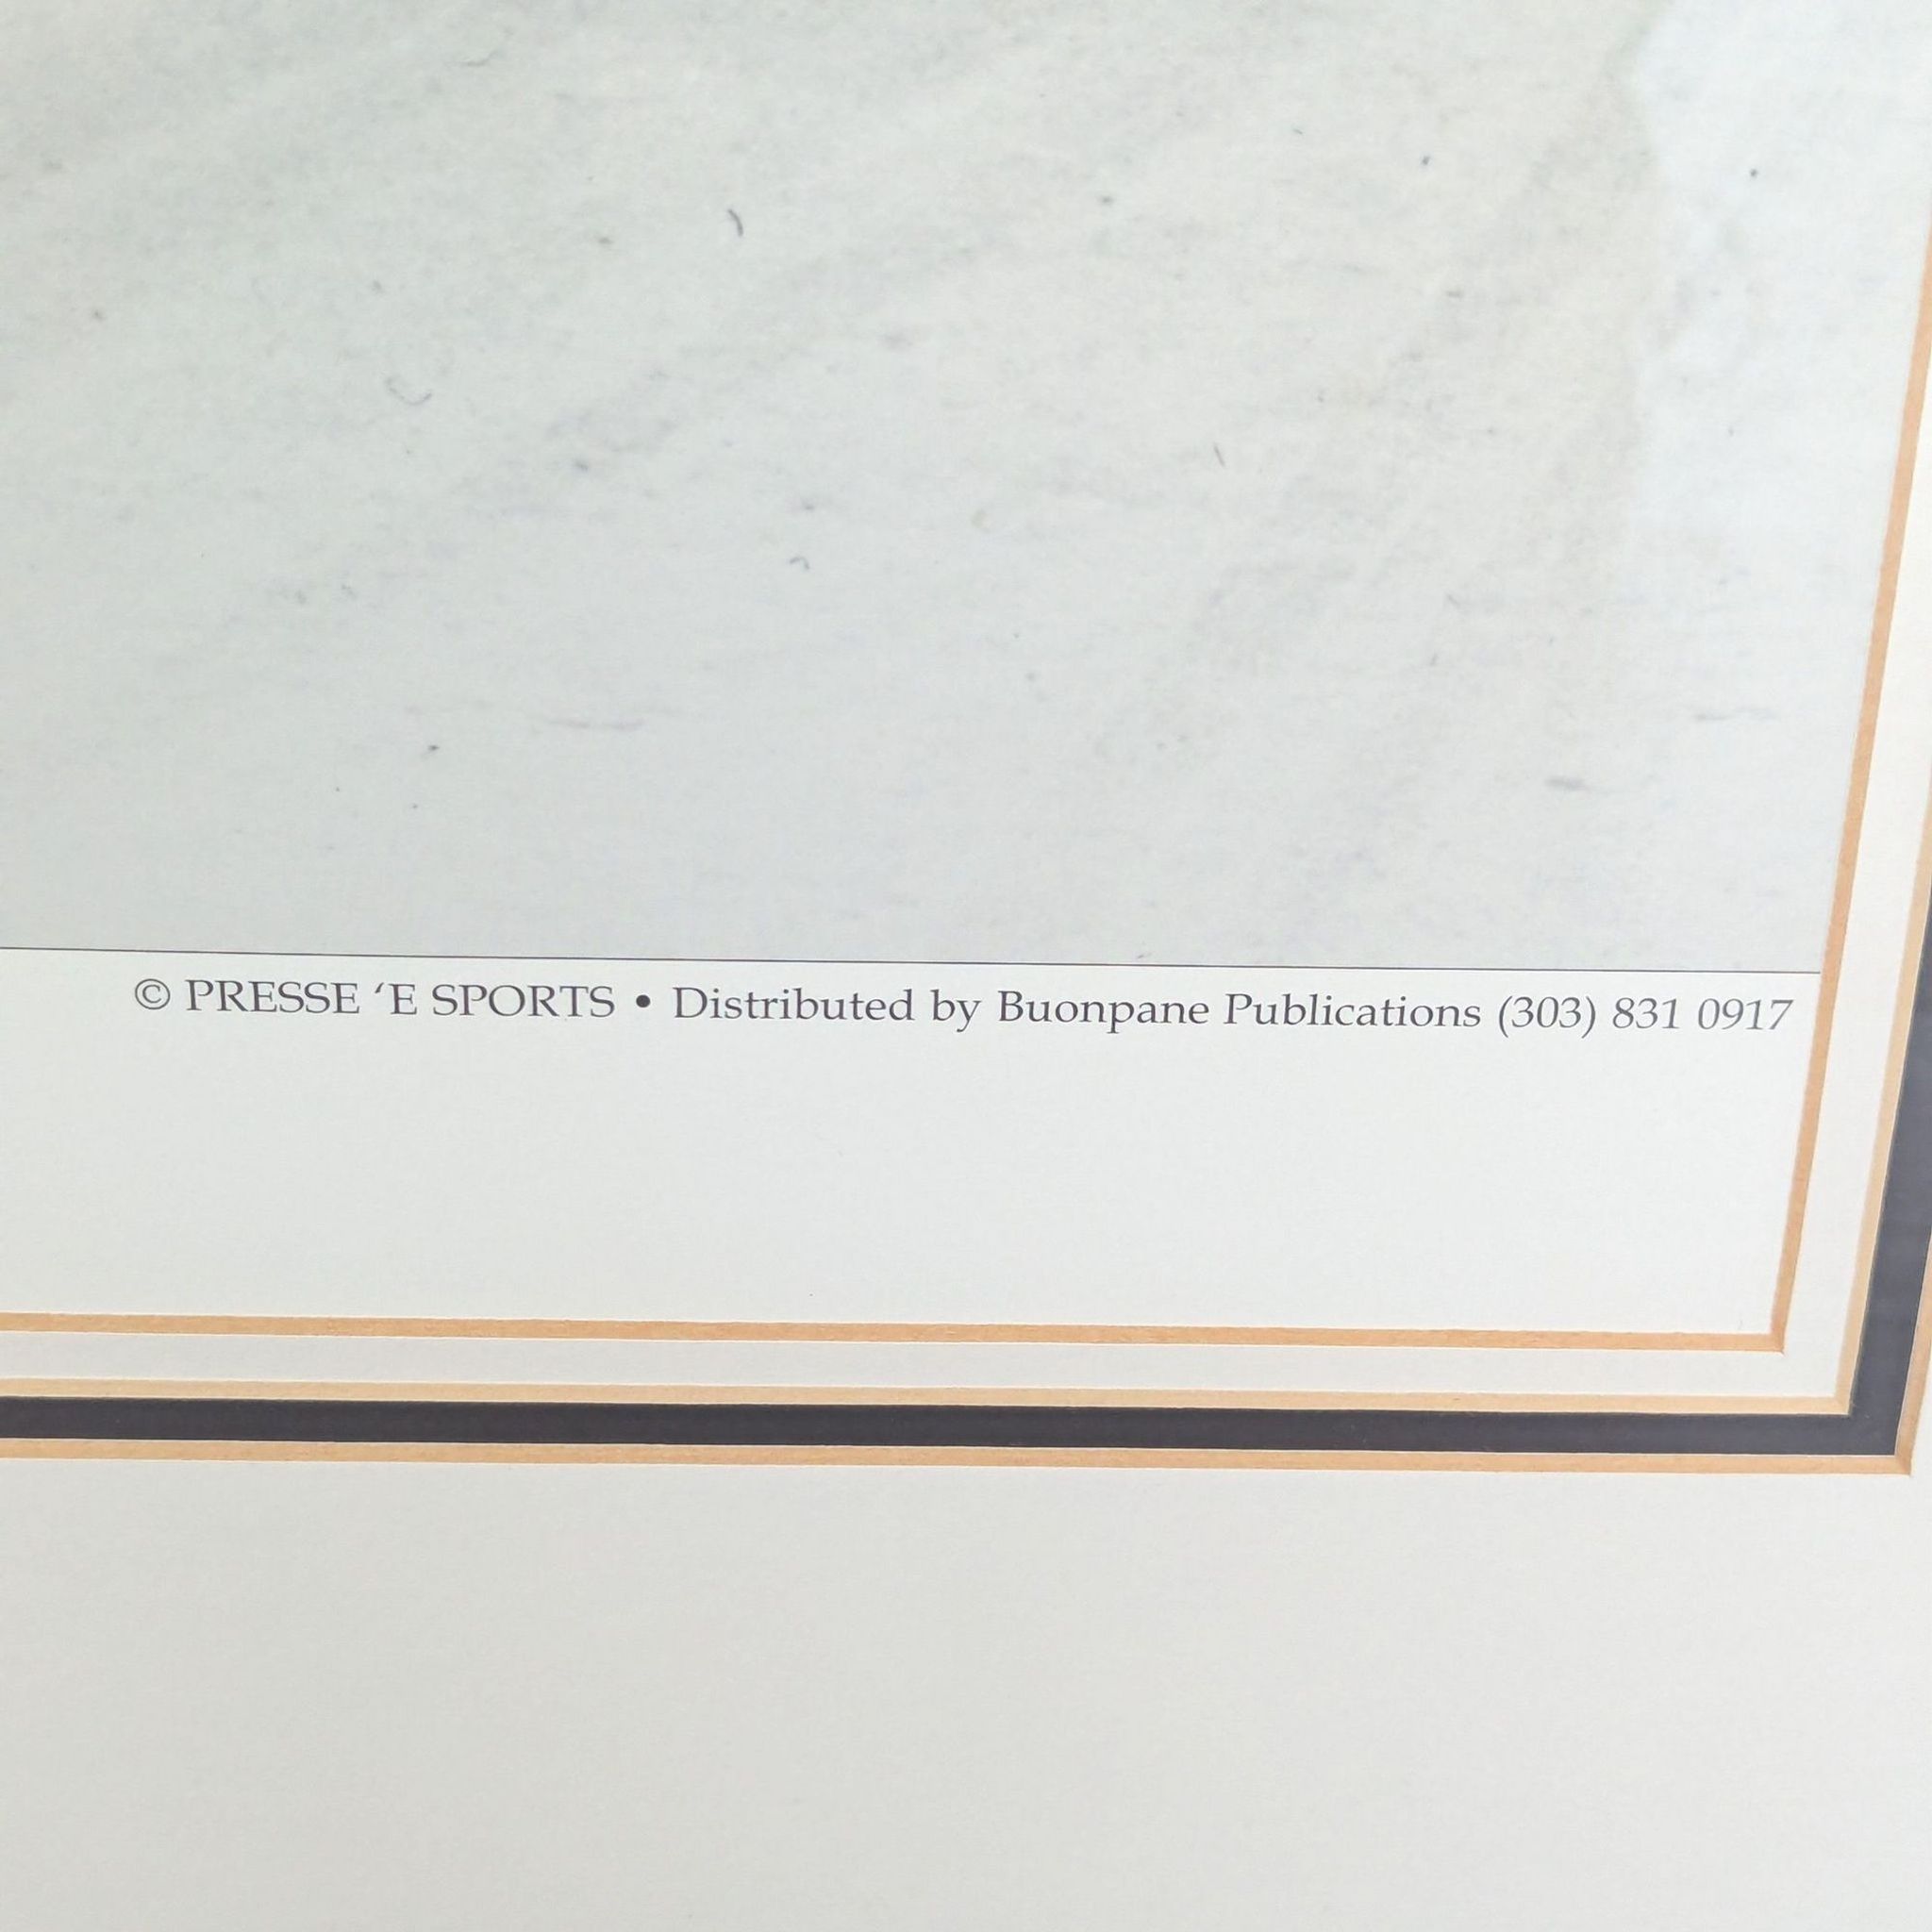 © PRESSE ‘E SPORTS • Distributed by Buonpane Publications (303) 831 0917